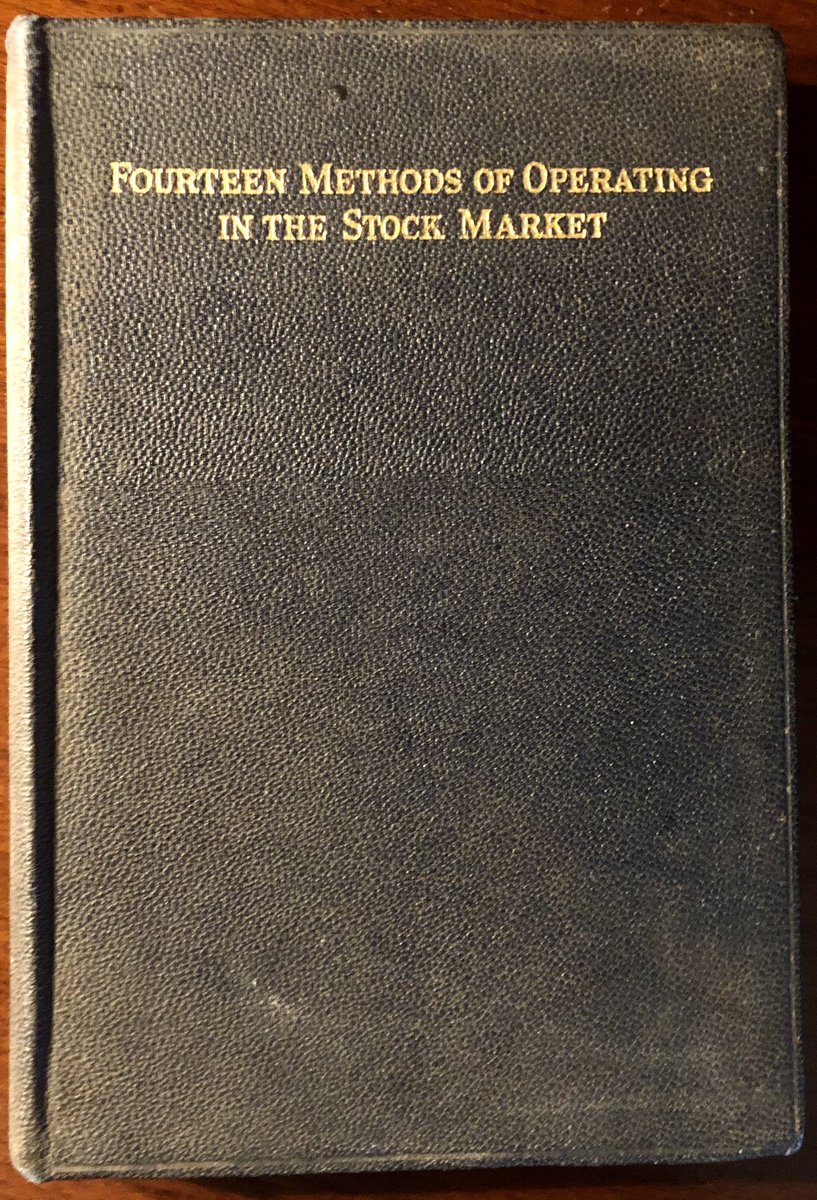 Fourteen Methods of Operating
in the Stock Market